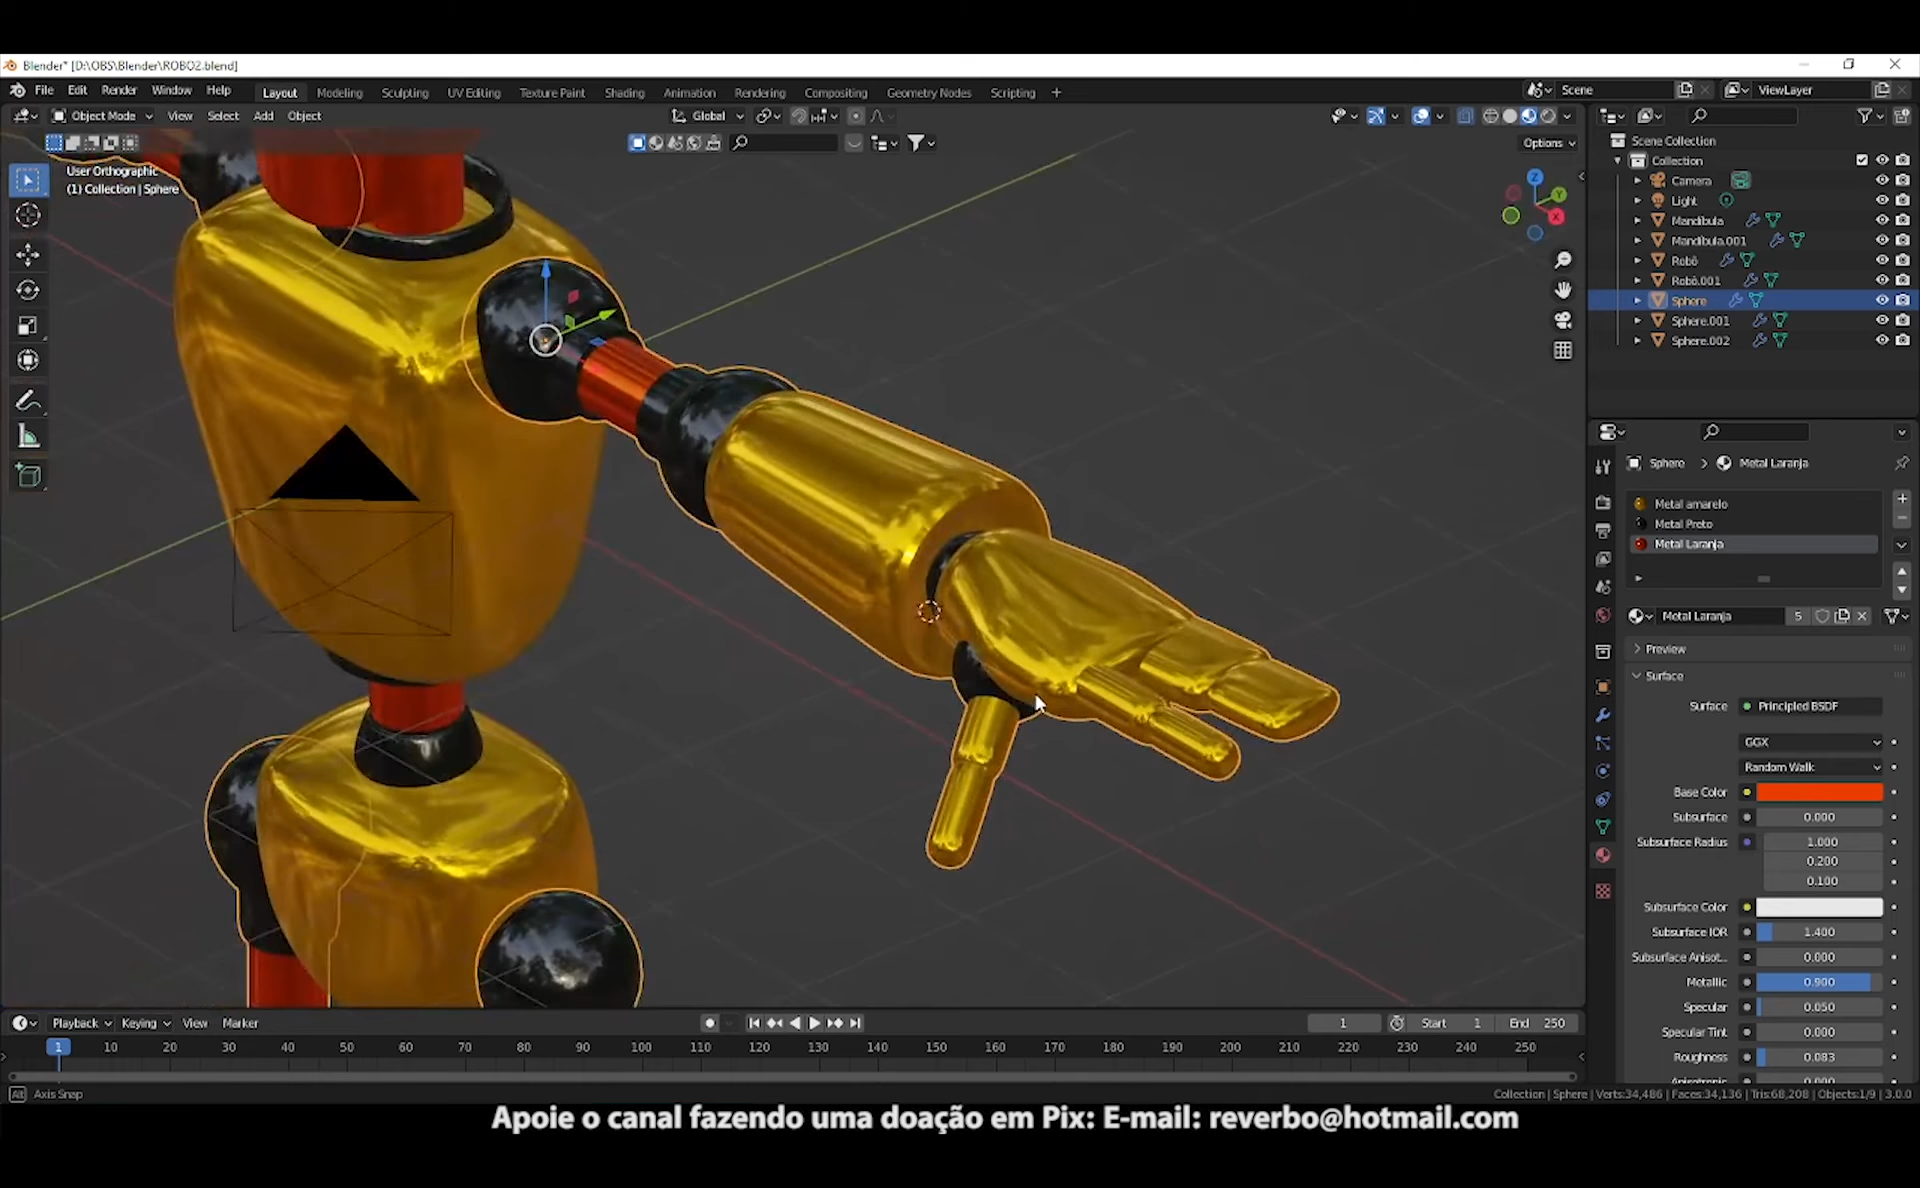 Blender* [D:\OBS\Blender\ROBO2.blend]
File Edit Render Window Help Layout Modeling Sculpting UV Editing Texture Paint Shading Animation Rendering Compositing Geometry Nodes Scripting + Scene ViewLayer
Object Mode View Select Add Object Global
Options
User Orthographic
(1) Collection | Sphere
Z
Y
X
Scene Collection
Collection
Camera
Light
Mandíbula
Mandíbula.001
Robô
Robô.001
Sphere
Sphere.001
Sphere.002
Sphere > Metal Laranja
Metal amarelo
Metal Preto
Metal Laranja
Metal Laranja 5
Preview
Surface
Surface Principled BSDF
GGX
Random Walk
Base Color
Subsurface 0.000
Subsurface Radius 1.000
0.200
0.100
Subsurface Color
Subsurface IOR 1.400
Subsurface Anisot... 0.000
Metallic 0.900
Specular 0.050
Specular Tint 0.000
Roughness 0.083
Anisotropic 0.000
Playback Keying View Marker 1 Start 1 End 250
1 10 20 30 40 50 60 70 80 90 100 110 120 130 140 150 160 170 180 190 200 210 220 230 240 250
Alt Axis Snap
Collection | Sphere | Verts:34,486 | Faces:34,136 | Tris:68,208 | Objects:1/9 | 3.0.0
Apoie o canal fazendo uma doação em Pix: E-mail: reverbo@hotmail.com